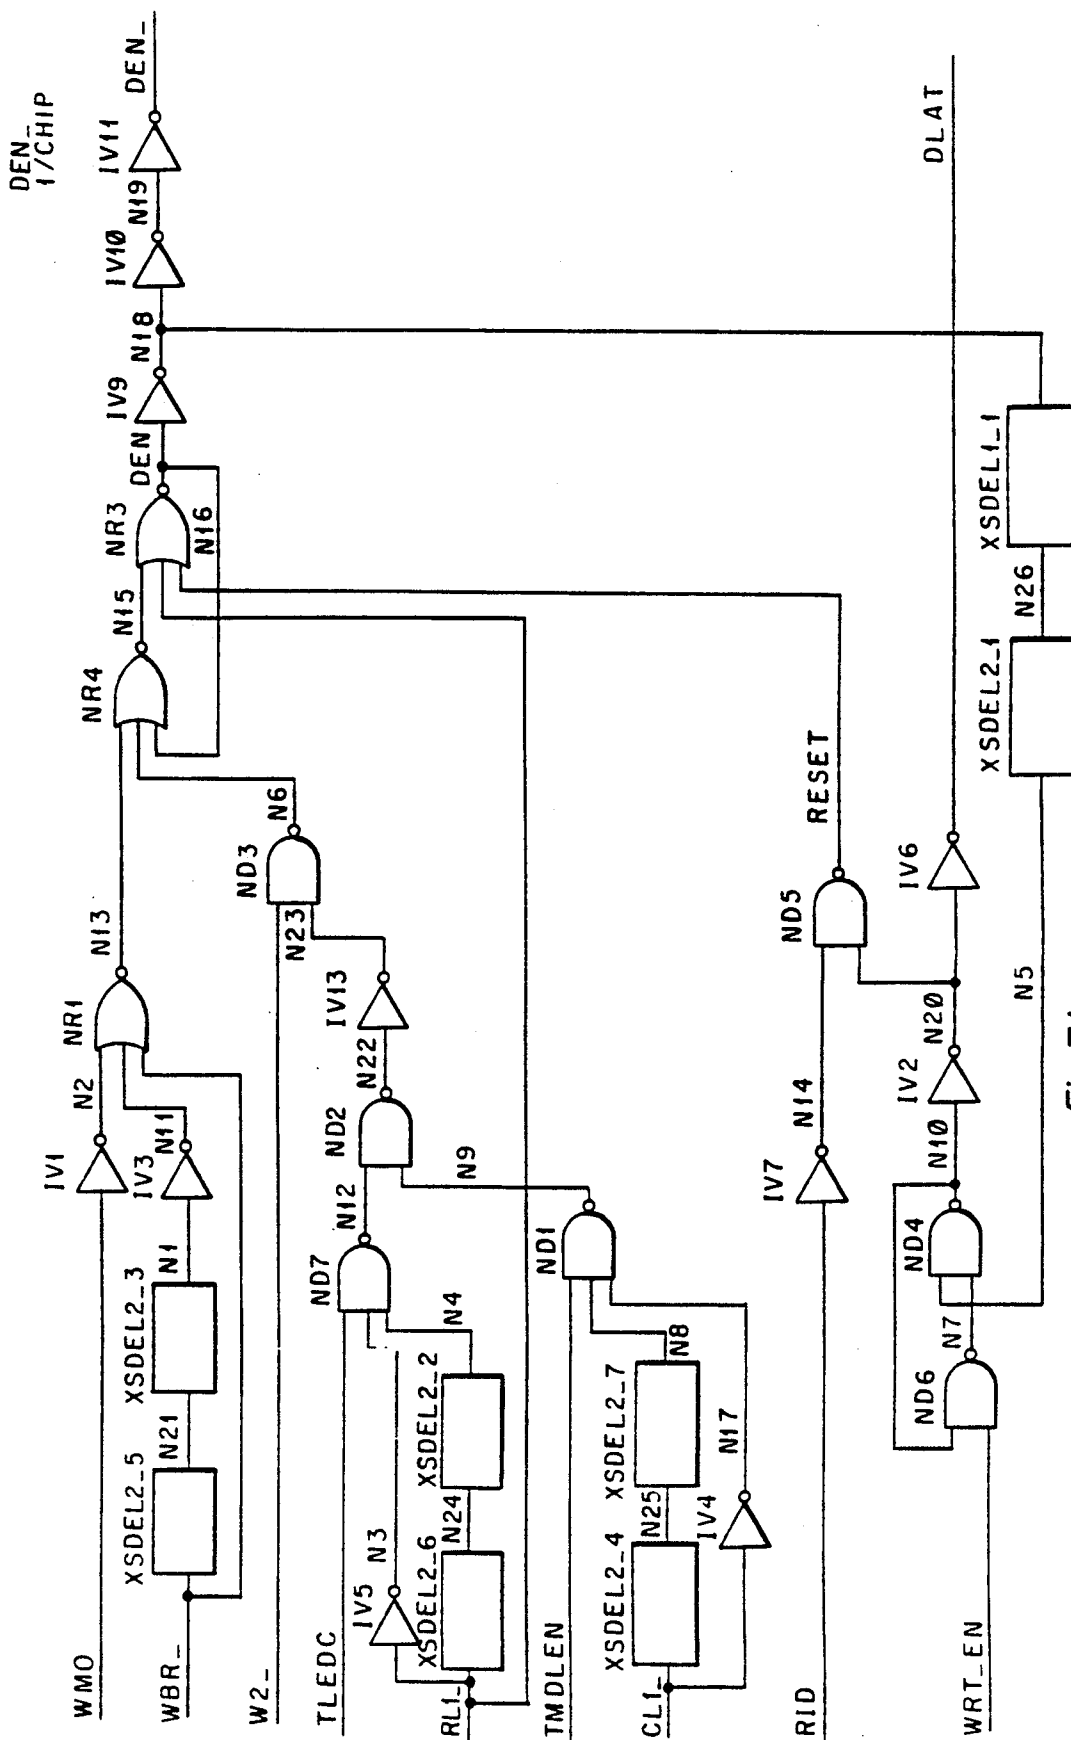 DEN_
1/CHIP
DEN_
IV11
N19
IV10
N18
IV9
DEN
NR3
N16
N15
NR4
N6
ND3
N23
N13
NR1
N2
IV1
N11
IV3
N1
XSDEL2_3
N21
XSDEL2_5
WMO
WBR_
W2_
IV13
N22
ND2
N9
N12
ND7
N4
XSDEL2_2
N24
XSDEL2_6
N3
IV5
TLEDC
RL1_
ND1
N8
XSDEL2_7
N25
XSDEL2_4
N17
IV4
TMDLEN
CL1_
RESET
ND5
N14
IV7
RID
DLAT
IV6
N20
IV2
N10
ND4
N7
ND6
WRT_EN
XSDEL1_1
N26
XSDEL2_1
N5